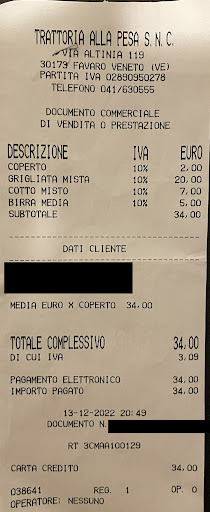 TRATTORIA ALLA PESA S.N.C.
VIA ALTINIA 119
30173 FAVARO VENETO (VE)
PARTITA IVA 02890950278
TELEFONO 041/630555
DOCUMENTO COMMERCIALE
DI VENDITA O PRESTAZIONE
DESCRIZIONE IVA EURO
COPERTO 10% 2,00
GRIGLIATA MISTA 10% 20,00
COTTO MISTO 10% 7,00
BIRRA MEDIA 10% 5,00
SUBTOTALE 34,00
DATI CLIENTE
MEDIA EURO X COPERTO 34,00
TOTALE COMPLESSIVO 34,00
DI CUI IVA 3,09
PAGAMENTO ELETTRONICO 34,00
IMPORTO PAGATO 34,00
13-12-2022 20:49
DOCUMENTO N.
RT 3CMAA100129
CARTA CREDITO 34,00
038641 REG. 1 OP. 0
OPERATORE: NESSUNO